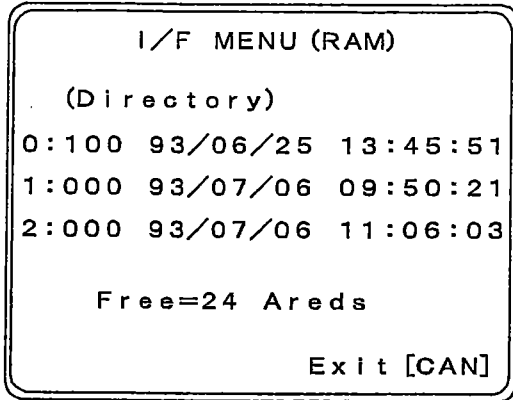 I/F MENU (RAM)
(Directory)
0:100 93/06/25 13:45:51
1:000 93/07/06 09:50:21
2:000 93/07/06 11:06:03
Free=24 Areds
Exit [CAN]